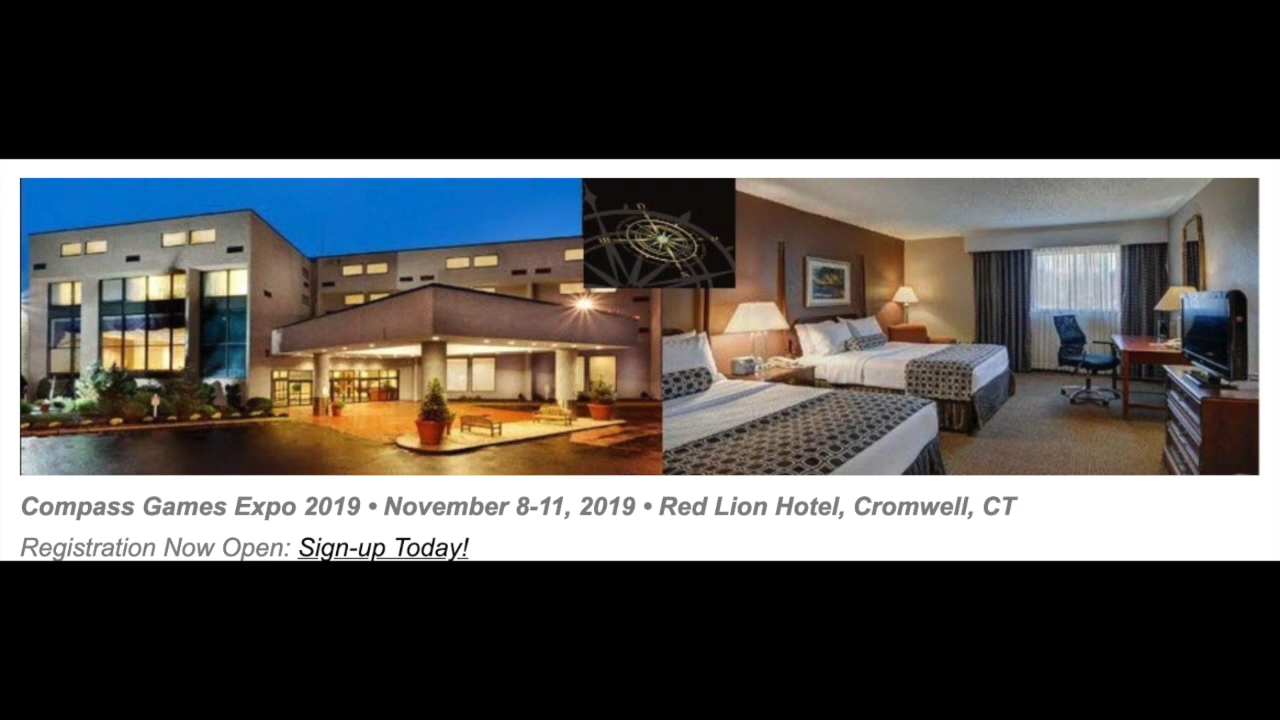 Compass Games Expo 2019 • November 8-11, 2019 • Red Lion Hotel, Cromwell, CT
Registration Now Open: Sign-up Today!